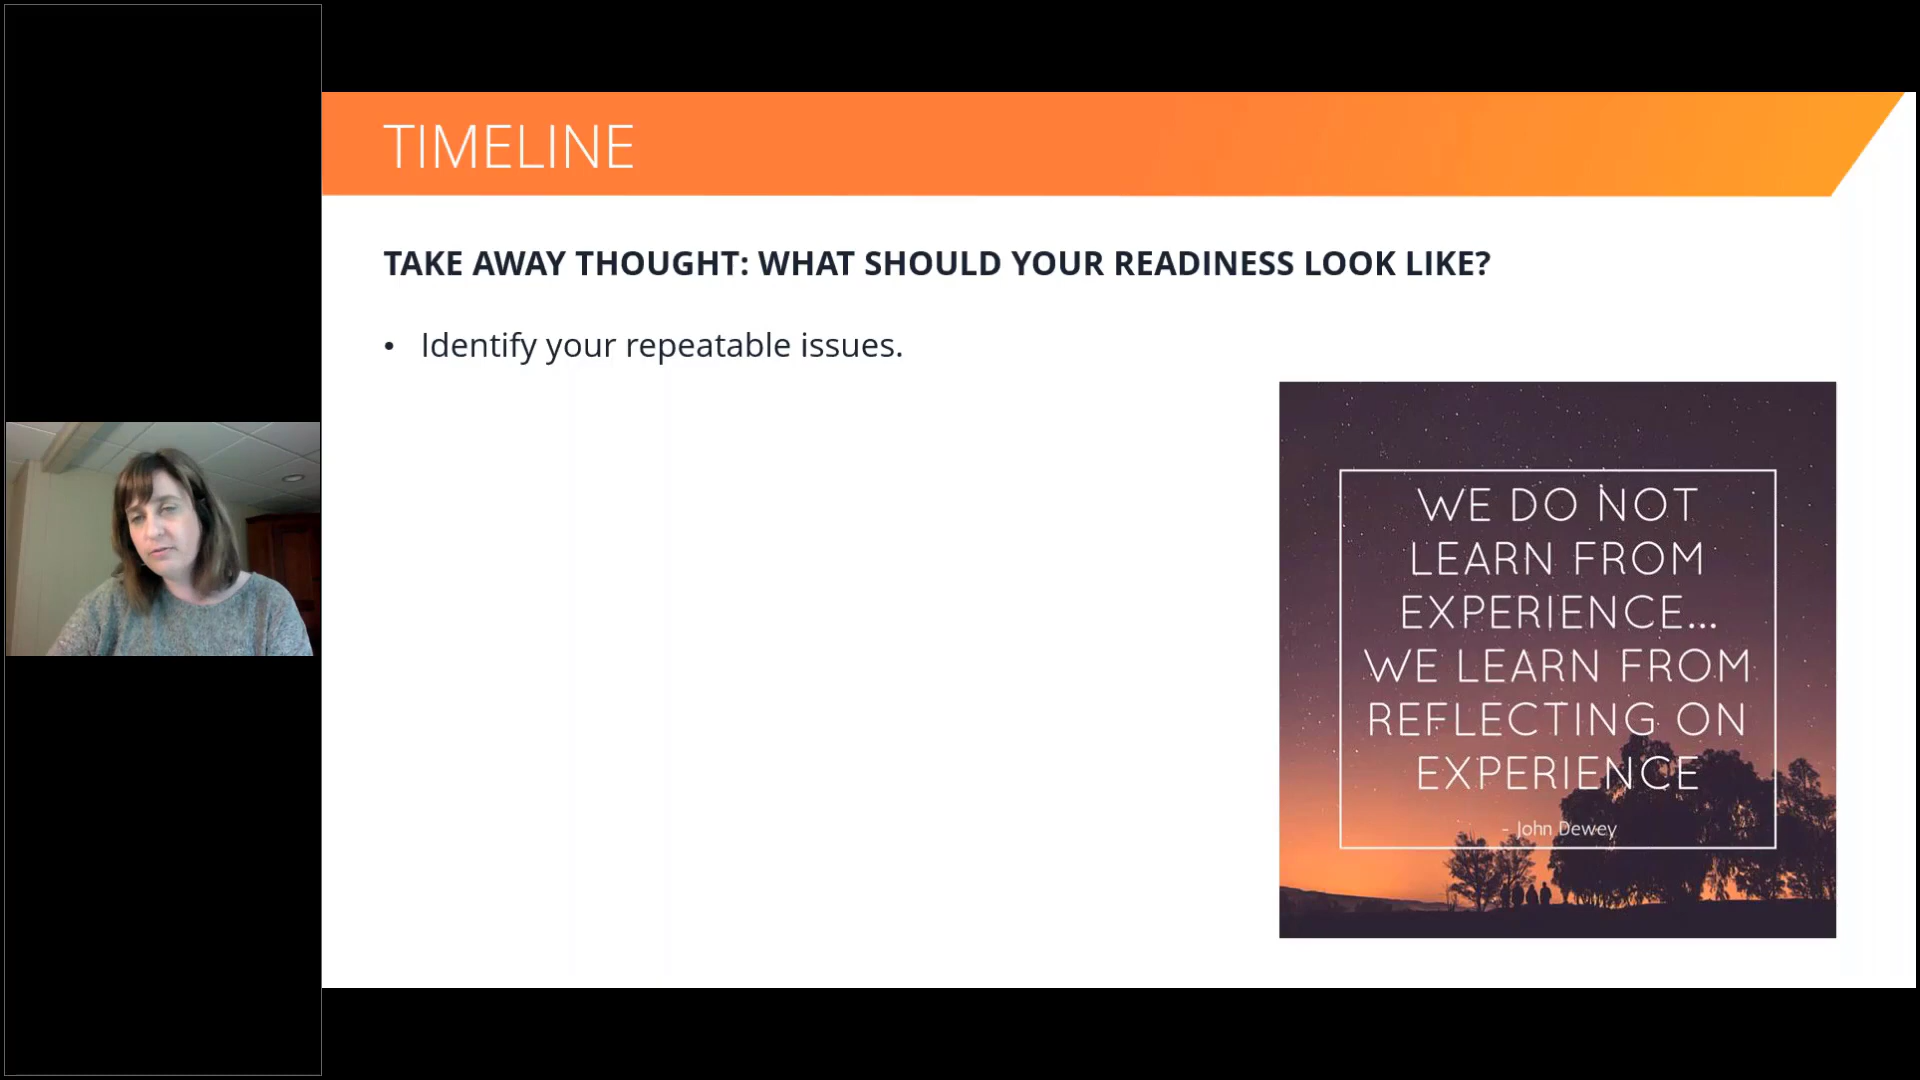 TIMELINE
TAKE AWAY THOUGHT: WHAT SHOULD YOUR READINESS LOOK LIKE?
• Identify your repeatable issues.
WE DO NOT
LEARN FROM
EXPERIENCE...
WE LEARN FROM
REFLECTING ON
EXPERIENCE
- John Dewey